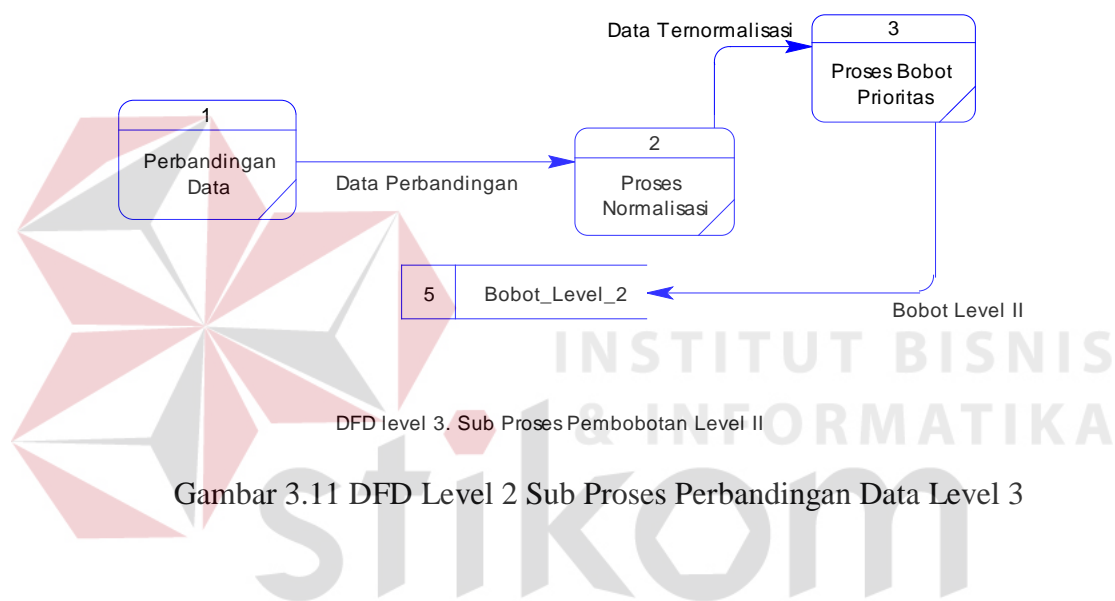 Data Ternormalisasi
3
Proses Bobot
Prioritas
1
Perbandingan
Data
Data Perbandingan
2
Proses
Normalisasi
5
Bobot_Level_2
Bobot Level II
INSTITUT BISNIS
& INFORMATIKA
DFD level 3. Sub Proses Pembobotan Level II
stikom
Gambar 3.11 DFD Level 2 Sub Proses Perbandingan Data Level 3